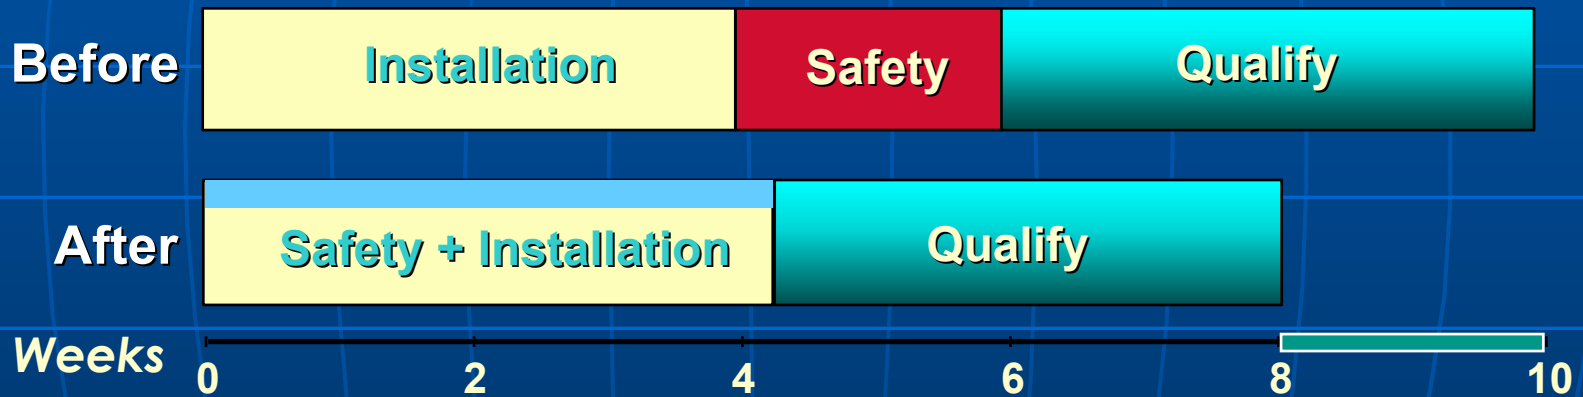 Before Installation Safety Qualify
After Safety + Installation Qualify
Weeks 0 2 4 6 8 10